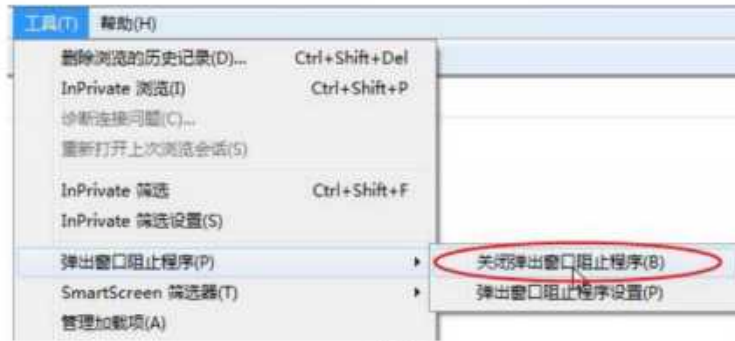 工具(T) 帮助(H)
删除浏览的历史记录(D)... Ctrl+Shift+Del
InPrivate 浏览(I) Ctrl+Shift+P
诊断连接问题(C)...
重新打开上次浏览会话(S)
InPrivate 筛选 Ctrl+Shift+F
InPrivate 筛选设置(S)
弹出窗口阻止程序(P) 关闭弹出窗口阻止程序(B)
SmartScreen 筛选器(T) 弹出窗口阻止程序设置(P)
管理加载项(A)